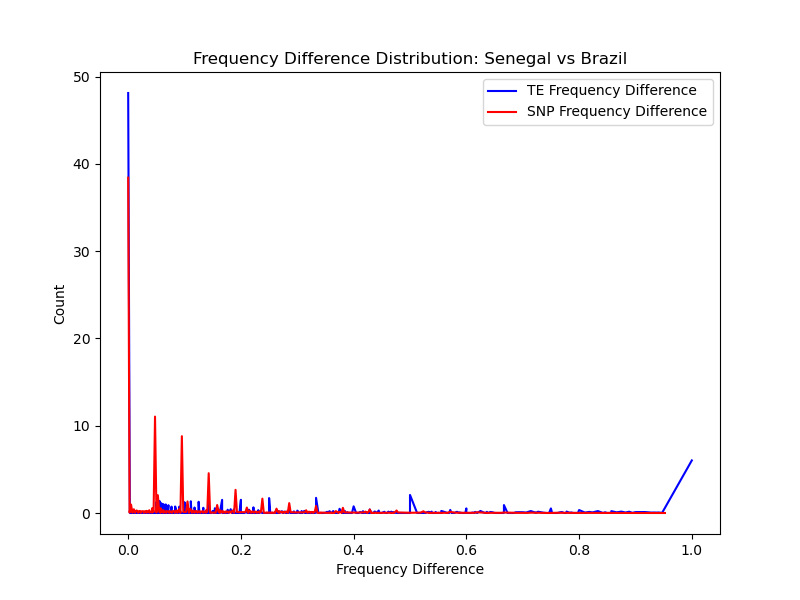 Frequency Difference Distribution: Senegal vs Brazil
TE Frequency Difference
SNP Frequency Difference
50
40
30
20
10
0
Count
0.0 0.2 0.4 0.6 0.8 1.0
Frequency Difference